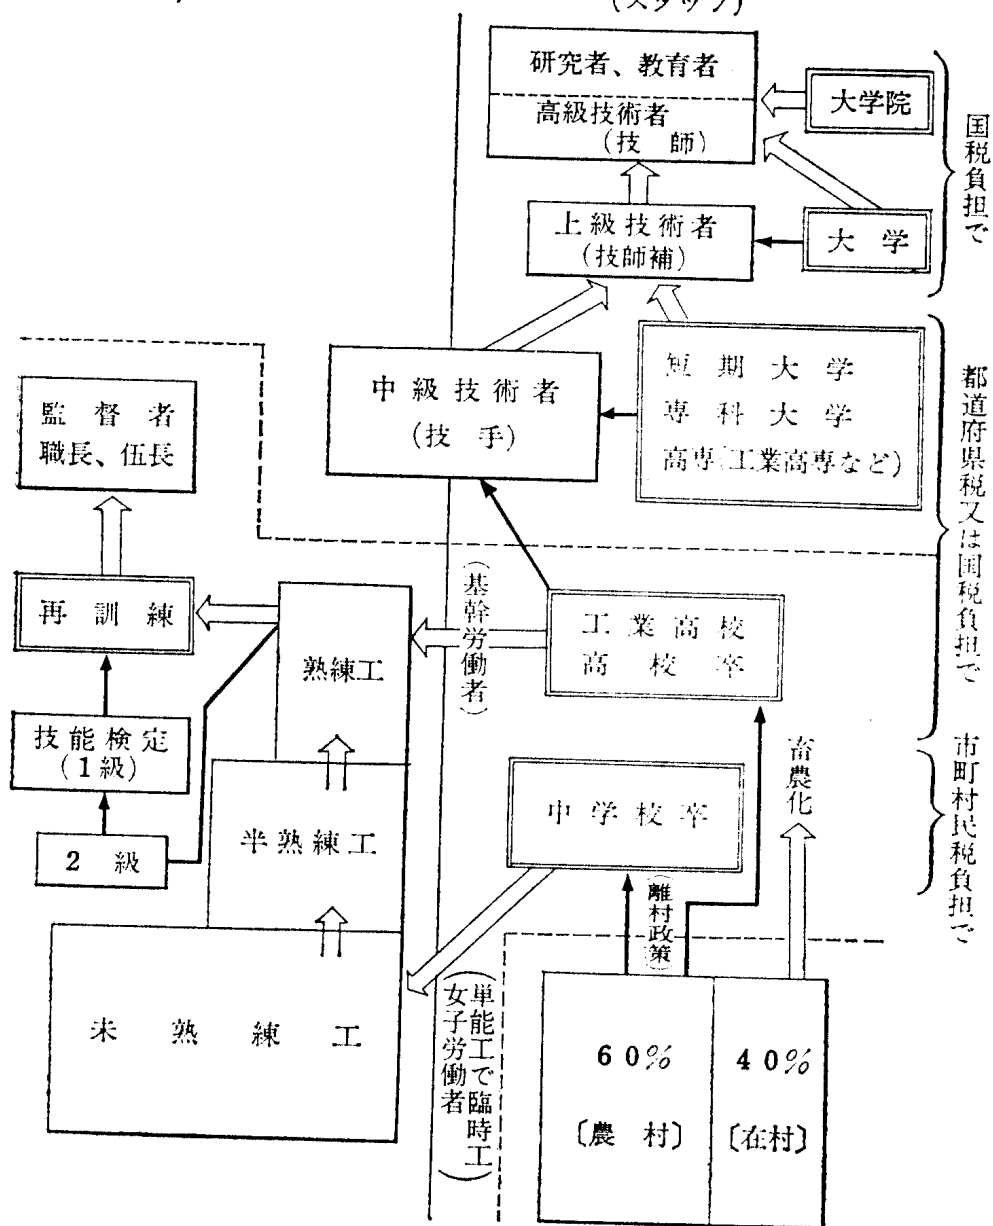 (スタッフ)
研究者、教育者
高級技術者
(技師)
大学院
国税負担で
上級技術者
(技師補)
大学
中級技術者
(技手)
短期大学
専科大学
高専(工業高専など)
都道府県税又は国税負担で
監督者
職長、伍長
再訓練
熟練工
(基幹労働者)
工業高校
高校卒
技能検定
(1級)
2級
半熟練工
中学校卒
畜農化
市町村民税負担で
(離村政策)
未熟練工
(単能工で臨時工
女子労働者)
60%
〔農村〕
40%
〔在村〕